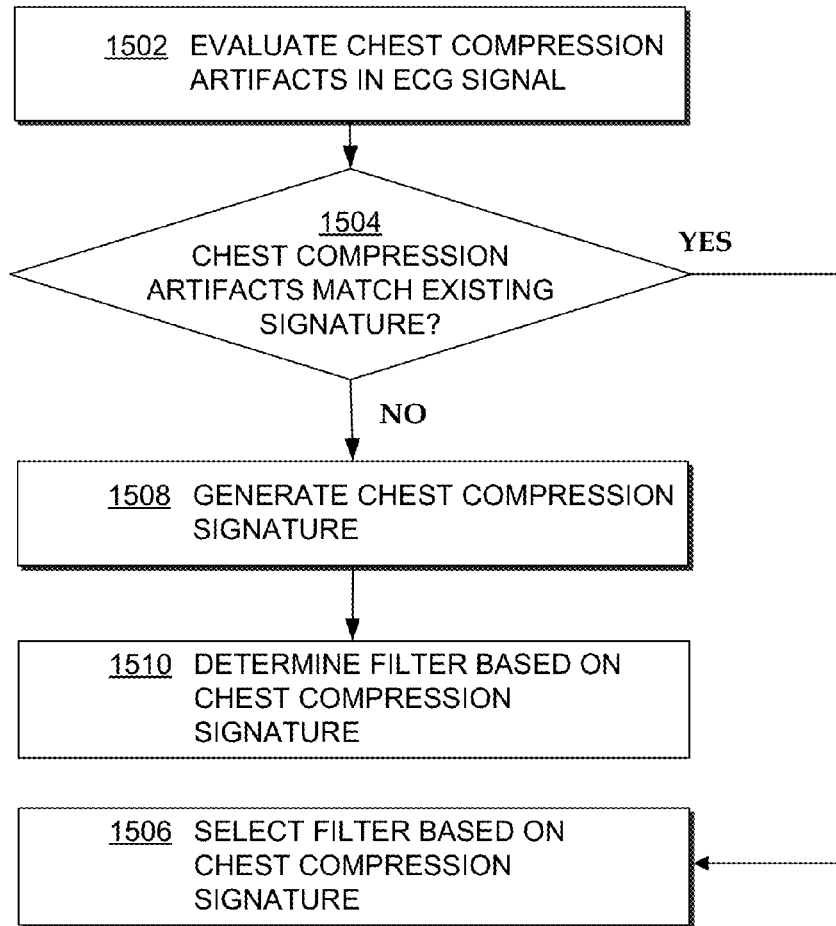 1502 EVALUATE CHEST COMPRESSION
ARTIFACTS IN ECG SIGNAL
1504
CHEST COMPRESSION
ARTIFACTS MATCH EXISTING
SIGNATURE?
YES
NO
1508 GENERATE CHEST COMPRESSION
SIGNATURE
1510 DETERMINE FILTER BASED ON
CHEST COMPRESSION
SIGNATURE
1506 SELECT FILTER BASED ON
CHEST COMPRESSION
SIGNATURE